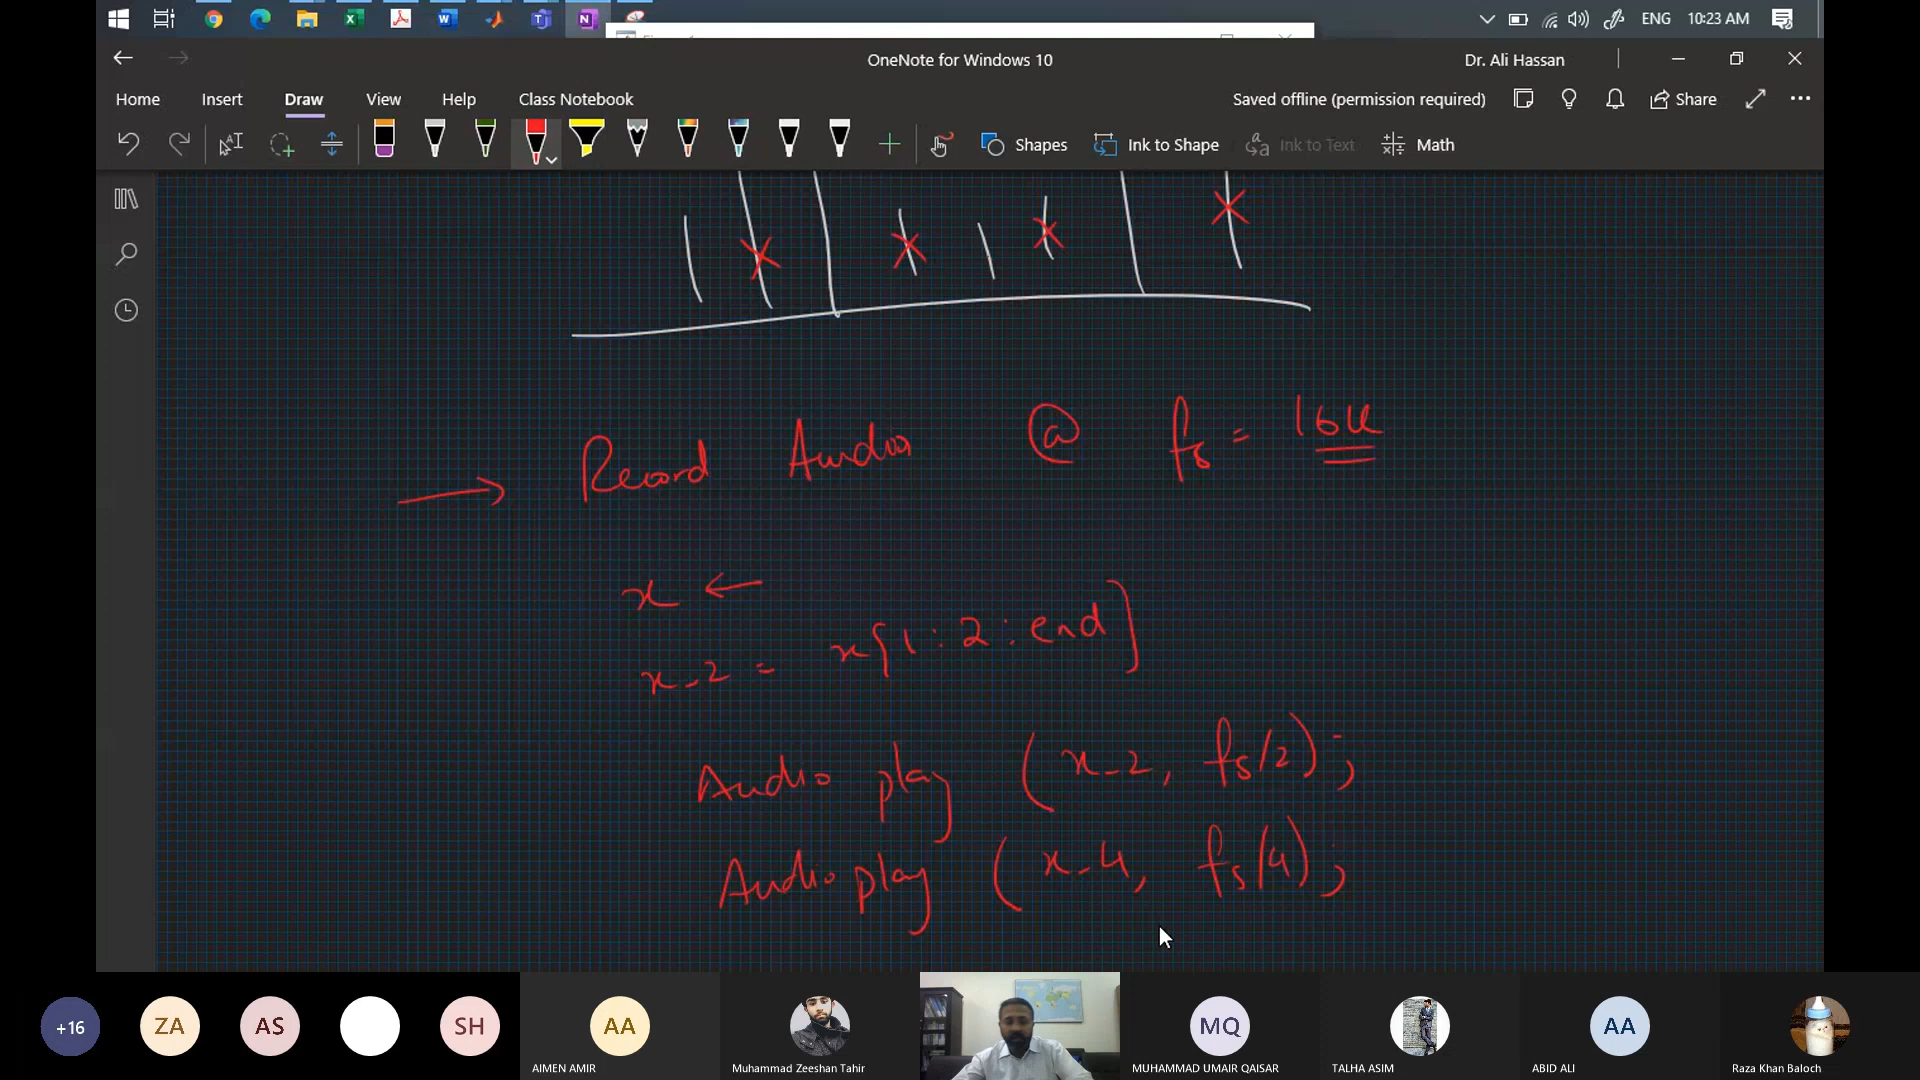 ENG 10:23 AM
OneNote for Windows 10
Dr. Ali Hassan
Home Insert Draw View Help Class Notebook
Saved offline (permission required)
Share
Shapes Ink to Shape Ink to Text Math
Record Audio @ fs = 16K
x ←
x_2 = x[1:2:end]
Audio play (x_2, fs/2);
Audio play (x_4, fs/4);
+16 ZA AS SH AA MQ AA
AIMEN AMIR
Muhammad Zeeshan Tahir
MUHAMMAD UMAIR QAISAR
TALHA ASIM
ABID ALI
Raza Khan Baloch